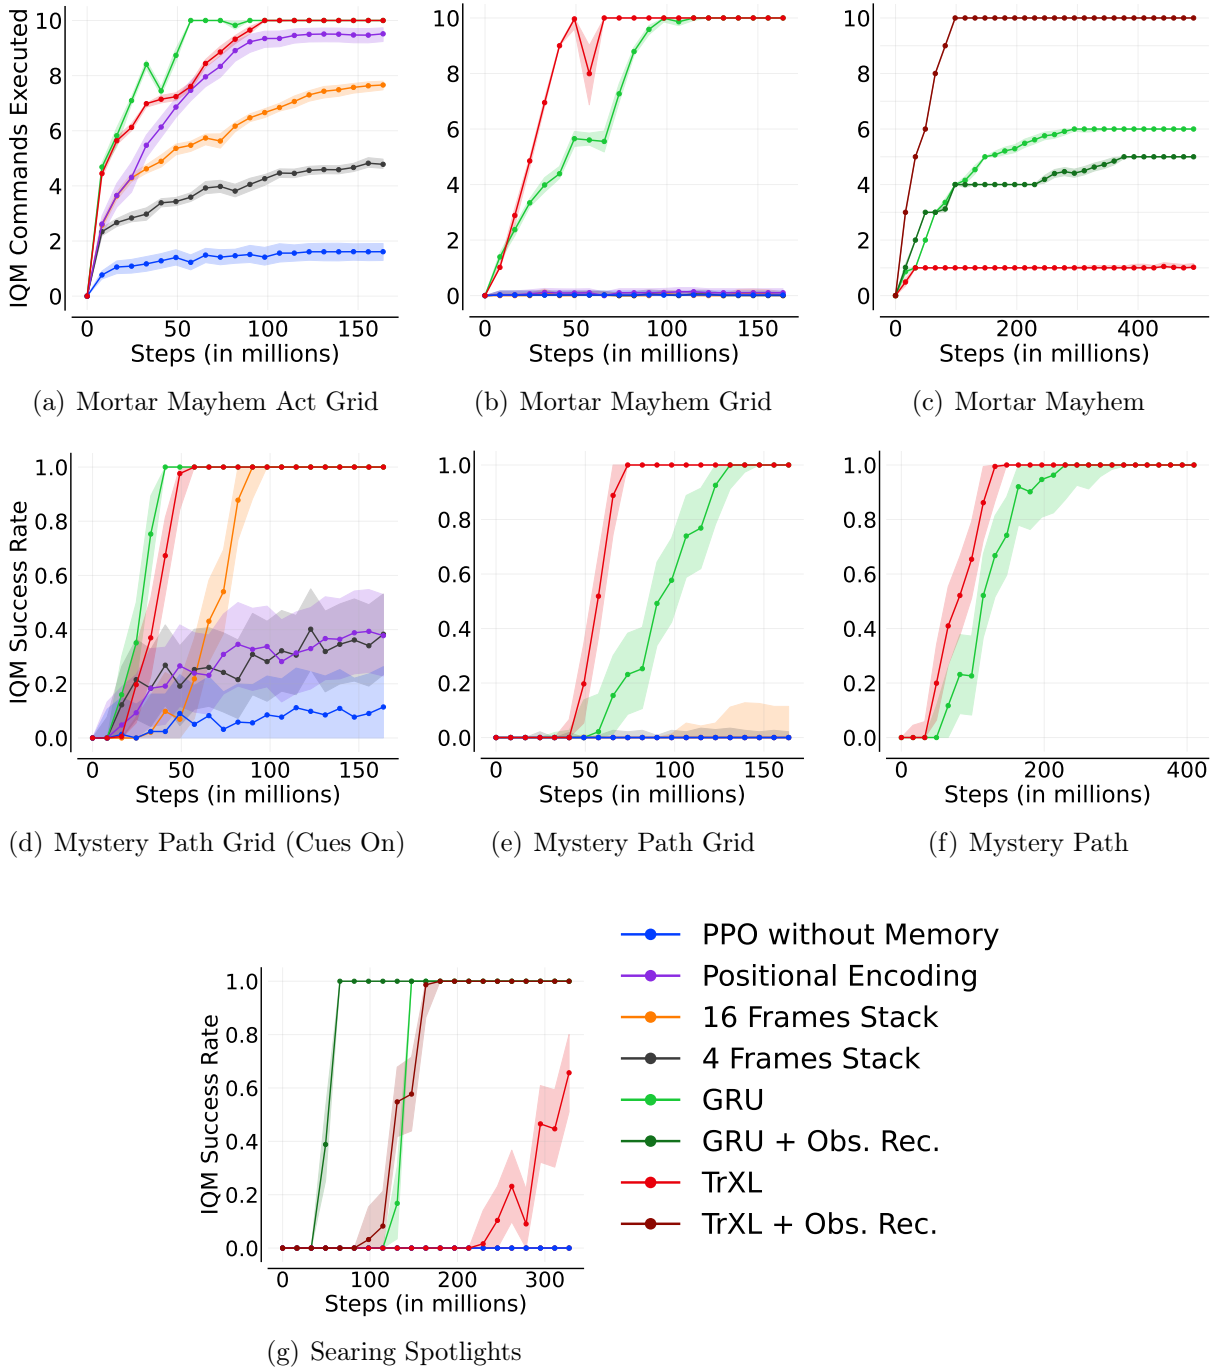 IQM Commands Executed
10
8
6
4
2
0
0 50 100 150
Steps (in millions)
(a) Mortar Mayhem Act Grid
10
8
6
4
2
0
0 50 100 150
Steps (in millions)
(b) Mortar Mayhem Grid
10
8
6
4
2
0
0 200 400
Steps (in millions)
(c) Mortar Mayhem
IQM Success Rate
1.0
0.8
0.6
0.4
0.2
0.0
0 50 100 150
Steps (in millions)
(d) Mystery Path Grid (Cues On)
1.0
0.8
0.6
0.4
0.2
0.0
0 50 100 150
Steps (in millions)
(e) Mystery Path Grid
1.0
0.8
0.6
0.4
0.2
0.0
0 200 400
Steps (in millions)
(f) Mystery Path
IQM Success Rate
1.0
0.8
0.6
0.4
0.2
0.0
0 100 200 300
Steps (in millions)
(g) Searing Spotlights
PPO without Memory
Positional Encoding
16 Frames Stack
4 Frames Stack
GRU
GRU + Obs. Rec.
TrXL
TrXL + Obs. Rec.